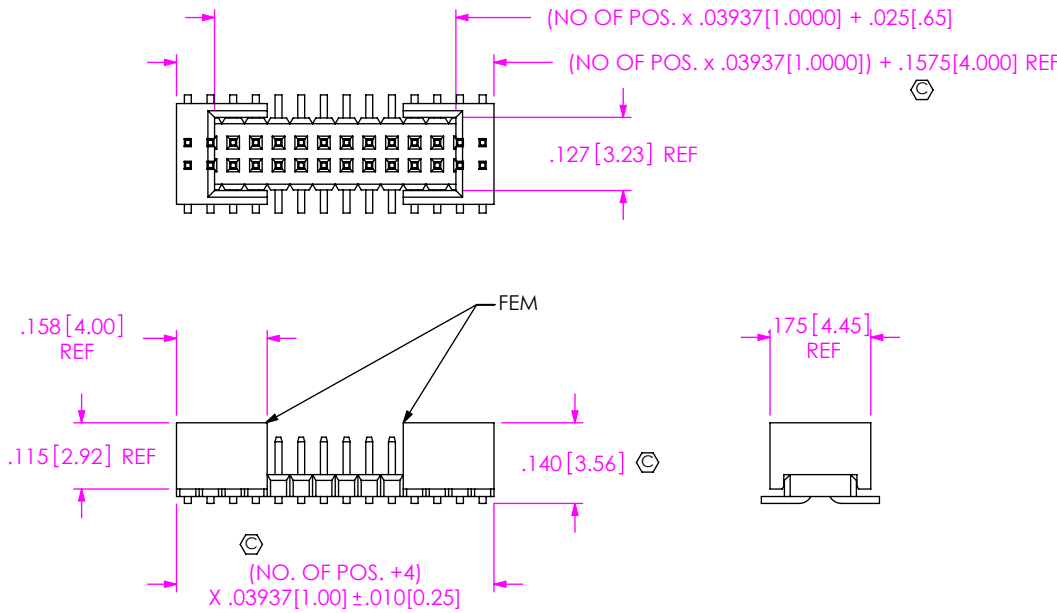 (NO OF POS. x .03937[1.0000] + .025[.65]
(NO OF POS. x .03937[1.0000]) + .1575[4.000] REF
C
.127[3.23] REF
FEM
.158[4.00]
REF
.175[4.45]
REF
.115[2.92] REF
.140[3.56] C
C
(NO. OF POS. +4)
X .03937[1.00]±.010[0.25]